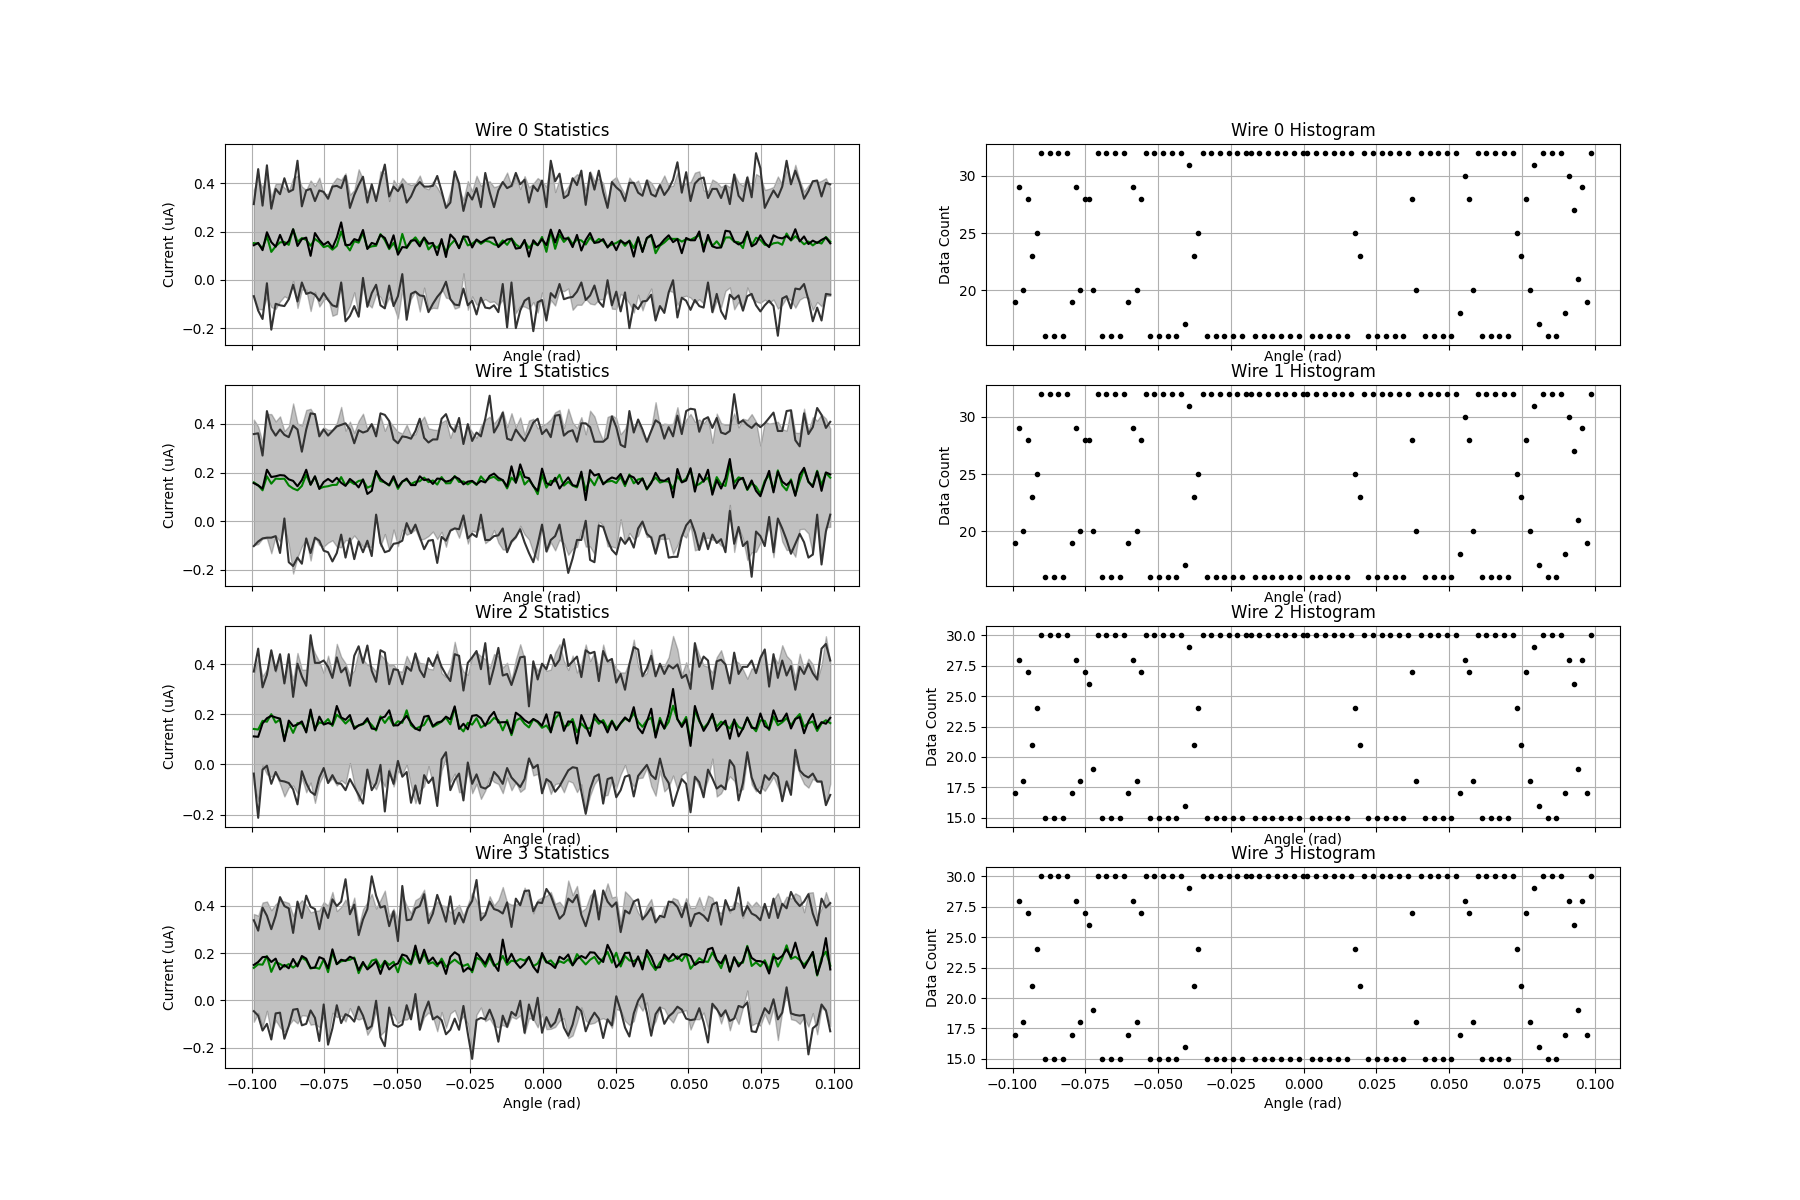 Wire 0 Statistics
Current (uA)
0.4
0.2
0.0
−0.2
Angle (rad)
Wire 0 Histogram
Data Count
30
25
20
Angle (rad)
Wire 1 Statistics
Current (uA)
0.4
0.2
0.0
−0.2
Angle (rad)
Wire 1 Histogram
Data Count
30
25
20
Angle (rad)
Wire 2 Statistics
Current (uA)
0.4
0.2
0.0
−0.2
Angle (rad)
Wire 2 Histogram
Data Count
30.0
27.5
25.0
22.5
20.0
17.5
15.0
Angle (rad)
Wire 3 Statistics
Current (uA)
0.4
0.2
0.0
−0.2
−0.100 −0.075 −0.050 −0.025 0.000 0.025 0.050 0.075 0.100
Angle (rad)
Wire 3 Histogram
Data Count
30.0
27.5
25.0
22.5
20.0
17.5
15.0
−0.100 −0.075 −0.050 −0.025 0.000 0.025 0.050 0.075 0.100
Angle (rad)